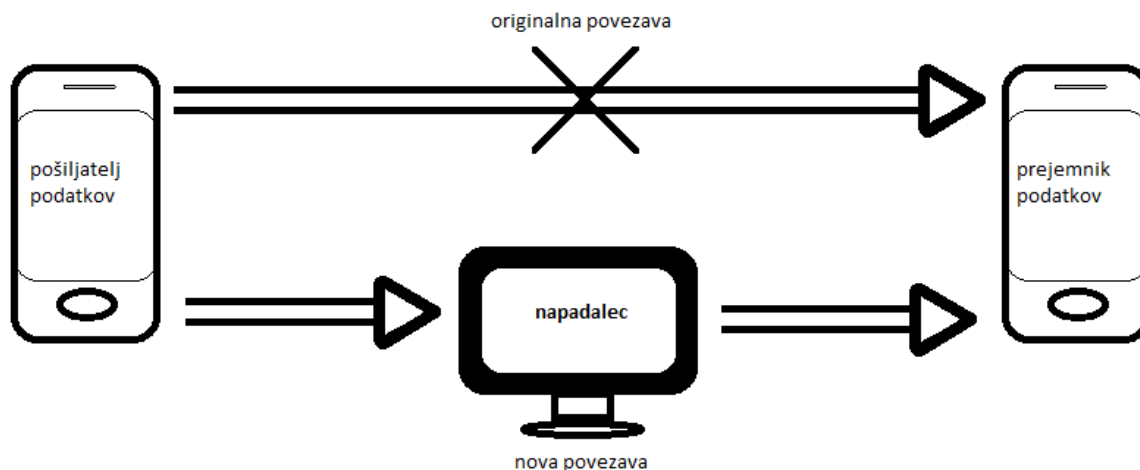 originalna povezava
pošiljatelj
podatkov
prejemnik
podatkov
napadalec
nova povezava